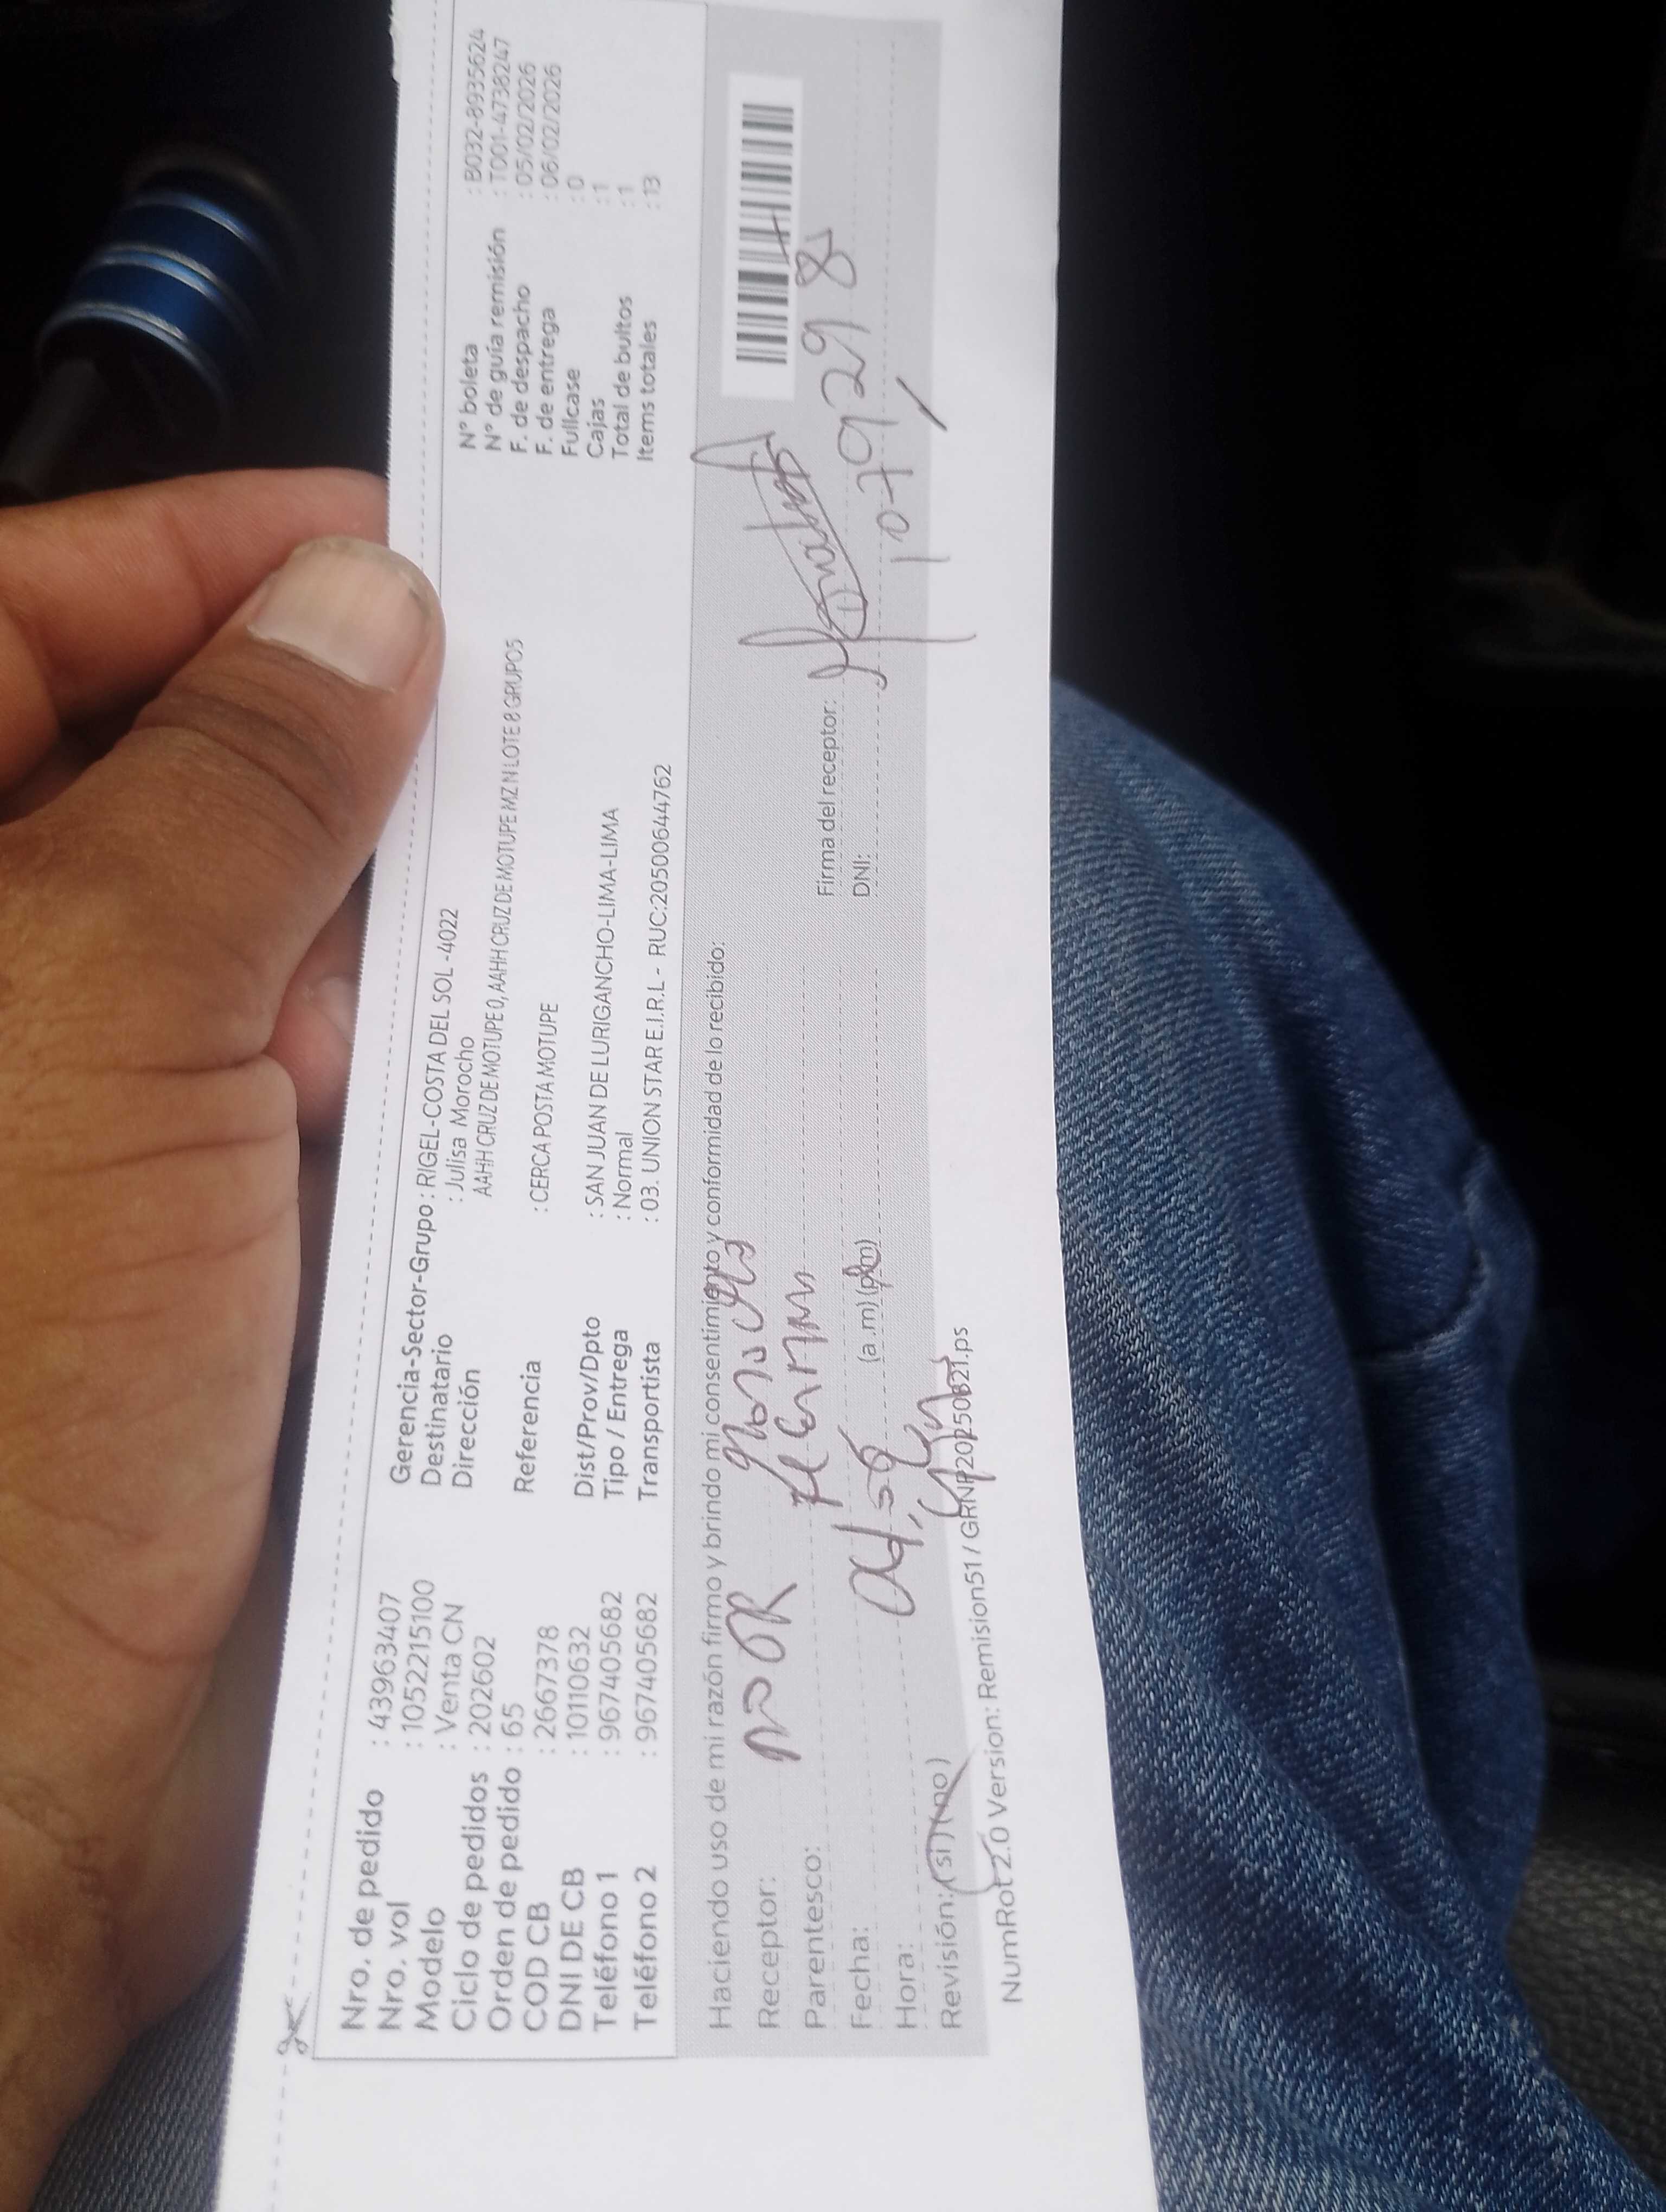 Nro. de pedido : 43963407
Nro. vol : 1052215100
Modelo : Venta CN
Ciclo de pedidos : 202602
Orden de pedido : 65
COD CB : 2667378
DNI DE CB : 10110632
Teléfono 1 : 967405682
Teléfono 2 : 967405682
Gerencia-Sector-Grupo : RIGEL-COSTA DEL SOL -4022
Destinatario : Julisa Morocho
Dirección AAHH CRUZ DE MOTUPE 0, AAHH CRUZ DE MOTUPE MZ N LOTE 8 GRUPO5
Referencia : CERCA POSTA MOTUPE
Dist/Prov/Dpto : SAN JUAN DE LURIGANCHO-LIMA-LIMA
Tipo / Entrega : Normal
Transportista : 03. UNION STAR E.I.R.L - RUC:20500644762
N° boleta : B032-8935624
N° de guía remisión : T001-4738247
F. de despacho : 05/02/2026
F. de entrega : 06/02/2026
Fullcase : 0
Cajas : 1
Total de bultos : 1
Items totales : 13
Haciendo uso de mi razón firmo y brindo mi consentimiento y conformidad de lo recibido:
Receptor:
Parentesco:
Fecha:
Hora: (a.m) (pm)
Revisión: (si) (no)
Firma del receptor:
DNI:
NumRot 2.0 Version: Remision51 / GRNP20250821.ps